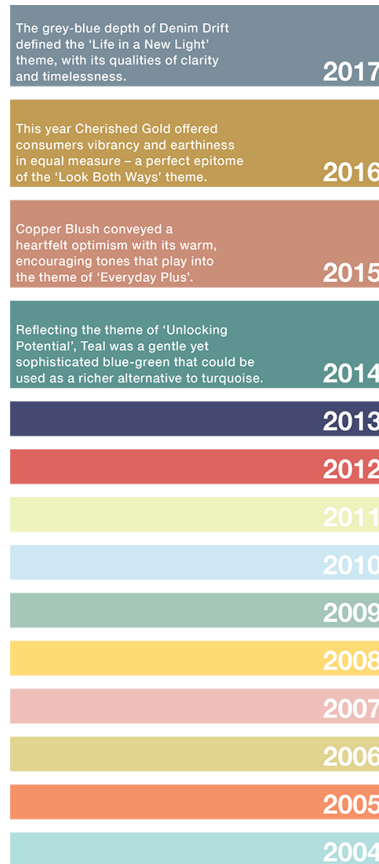 The grey-blue depth of Denim Drift
defined the ‘Life in a New Light’
theme, with its qualities of clarity
and timelessness.
2017
This year Cherished Gold offered
consumers vibrancy and earthiness
in equal measure – a perfect epitome
of the ‘Look Both Ways’ theme.
2016
Copper Blush conveyed a
heartfelt optimism with its warm,
encouraging tones that play into
the theme of ‘Everyday Plus’.
2015
Reflecting the theme of ‘Unlocking
Potential’, Teal was a gentle yet
sophisticated blue-green that could be
used as a richer alternative to turquoise.
2014
2013
2012
2011
2010
2009
2008
2007
2006
2005
2004